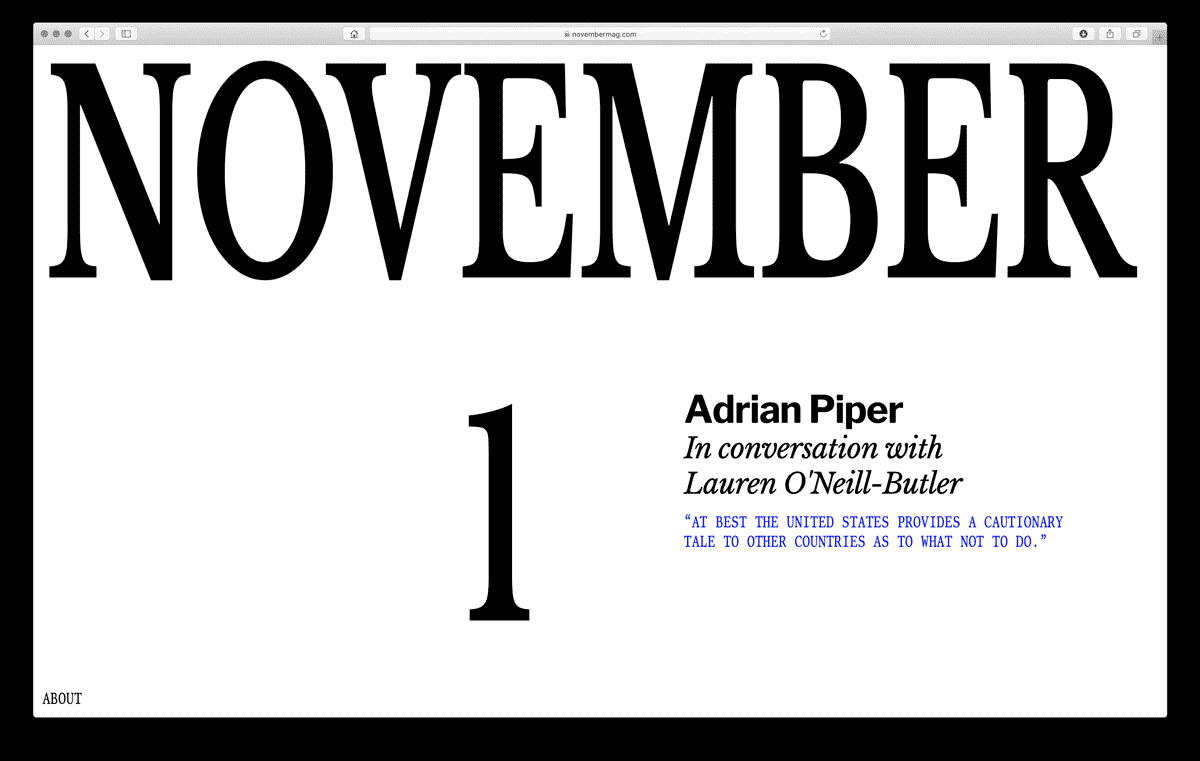 novembermag.com
NOVEMBER
1
Adrian Piper
In conversation with
Lauren O'Neill-Butler
“AT BEST THE UNITED STATES PROVIDES A CAUTIONARY
TALE TO OTHER COUNTRIES AS TO WHAT NOT TO DO.”
ABOUT